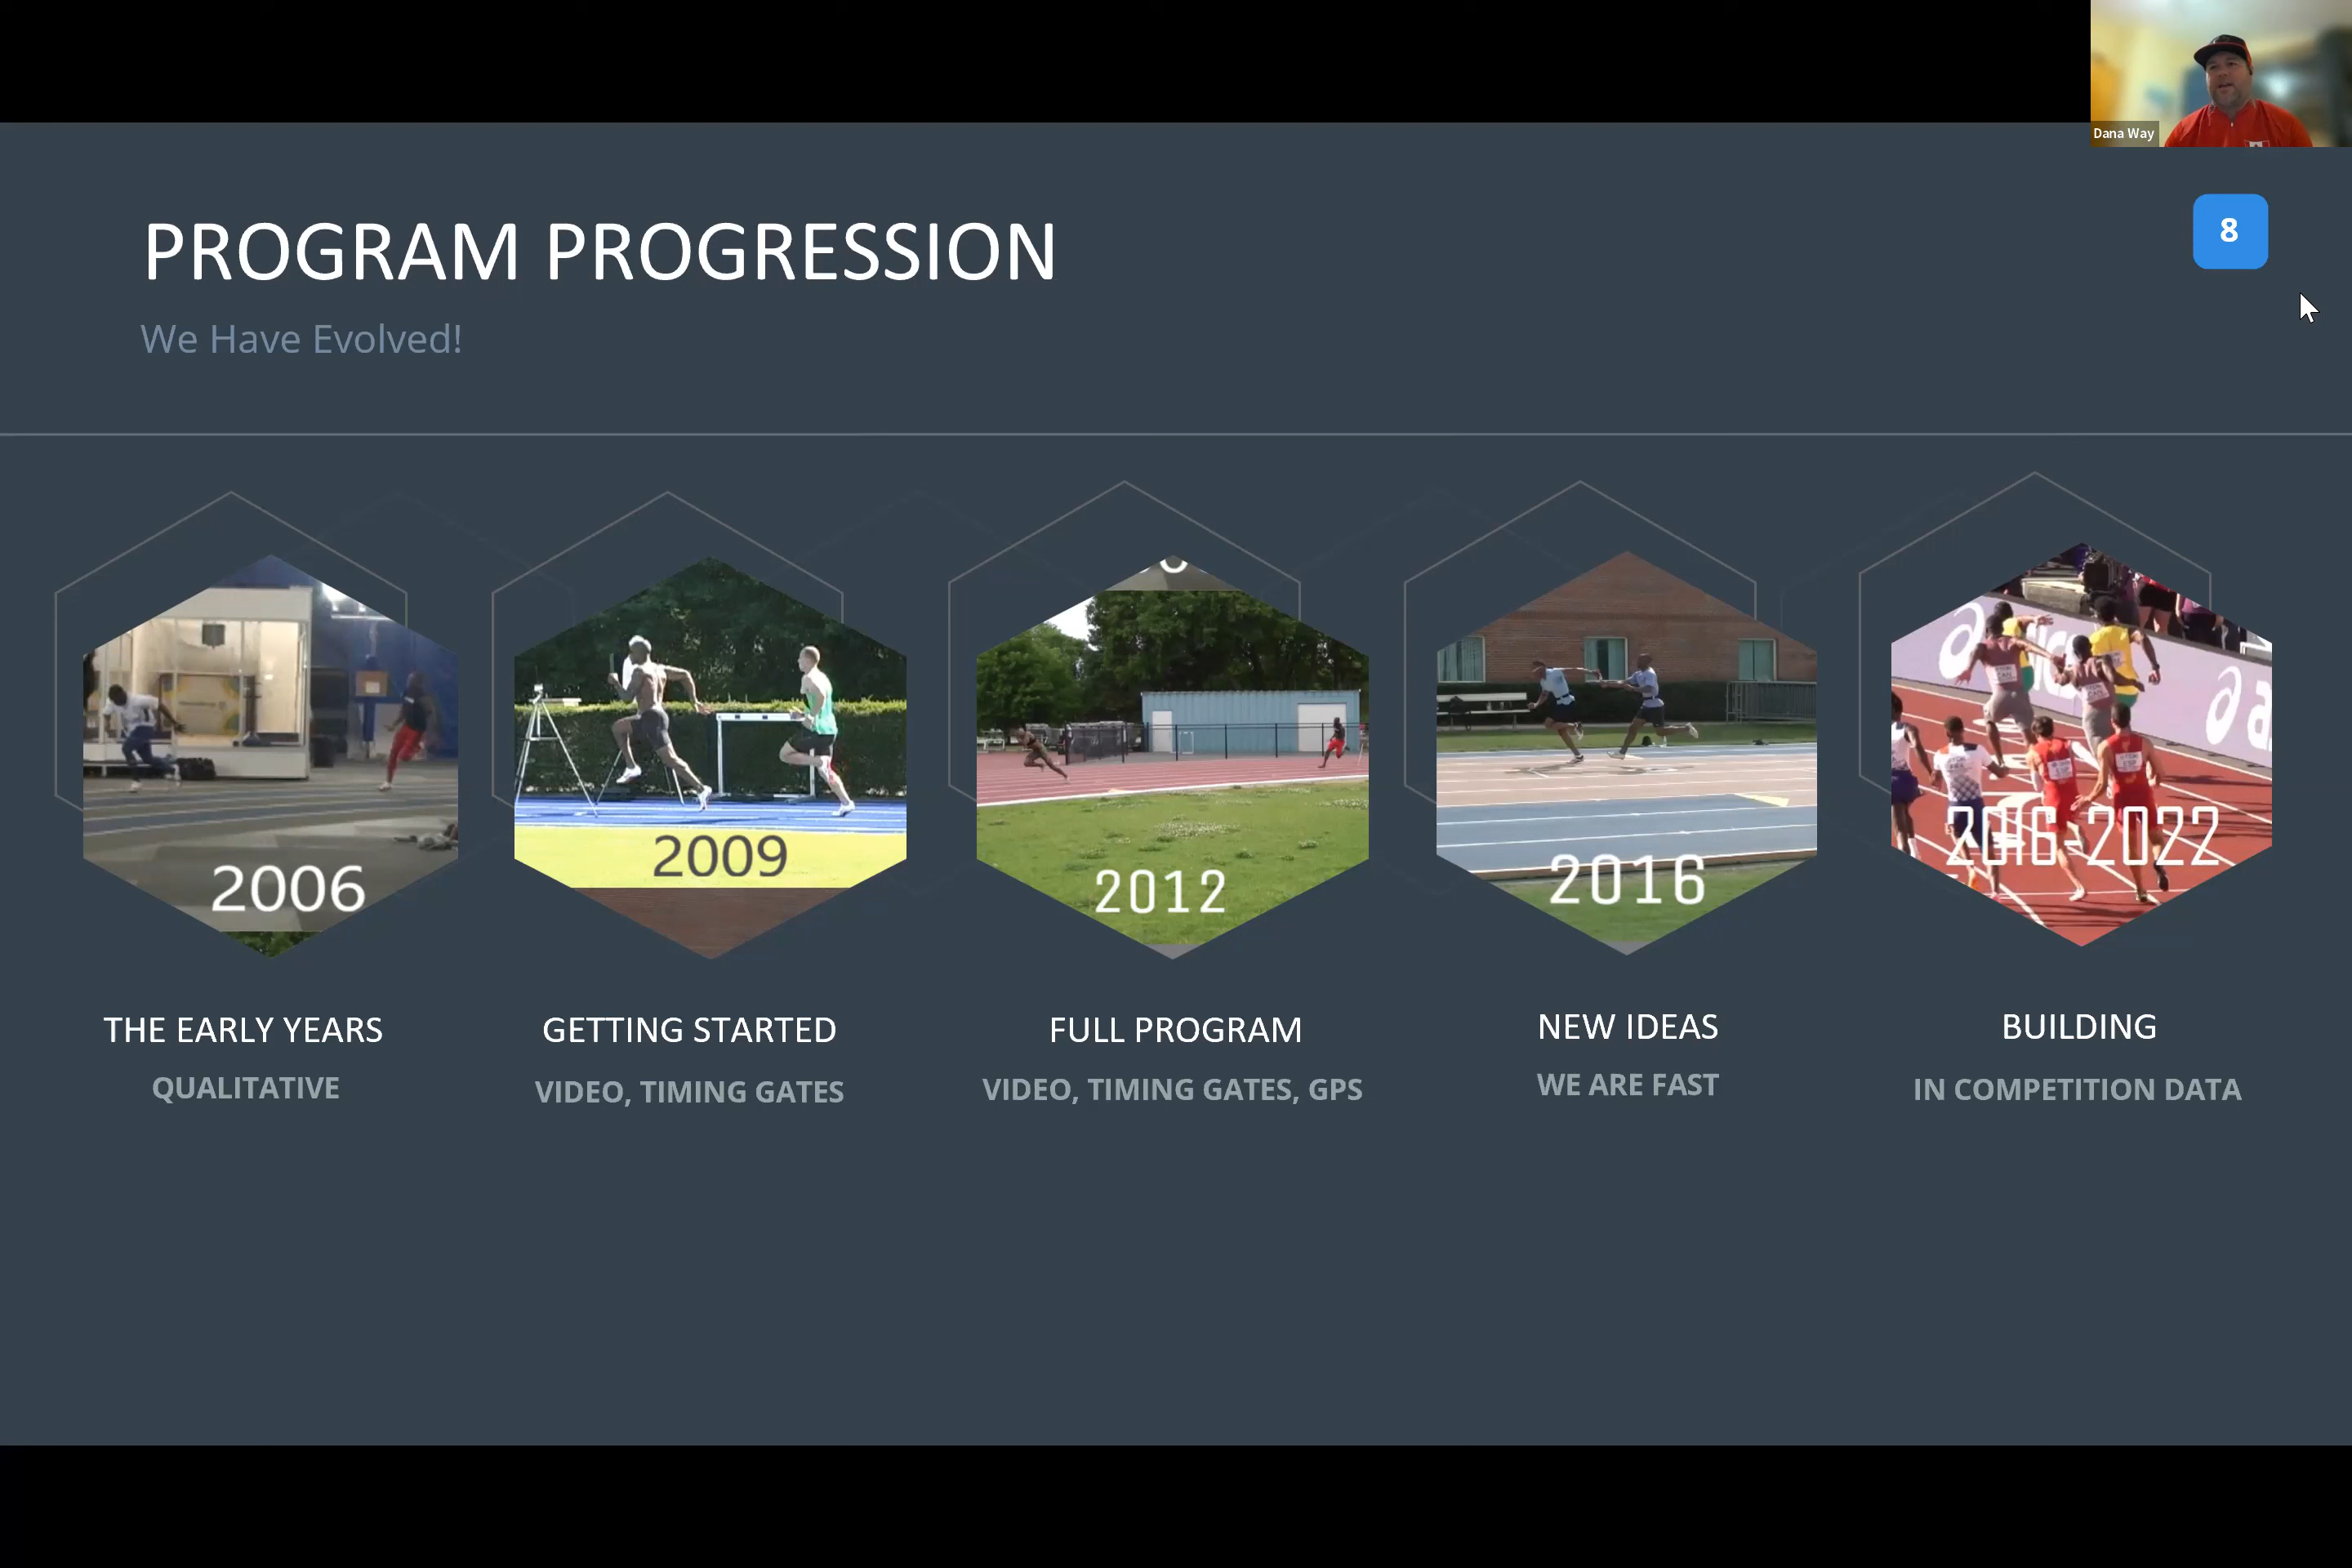 Dana Way
PROGRAM PROGRESSION
8
We Have Evolved!
2006
2009
2012
2016
2016-2022
THE EARLY YEARS
GETTING STARTED
FULL PROGRAM
NEW IDEAS
BUILDING
QUALITATIVE
VIDEO, TIMING GATES
VIDEO, TIMING GATES, GPS
WE ARE FAST
IN COMPETITION DATA